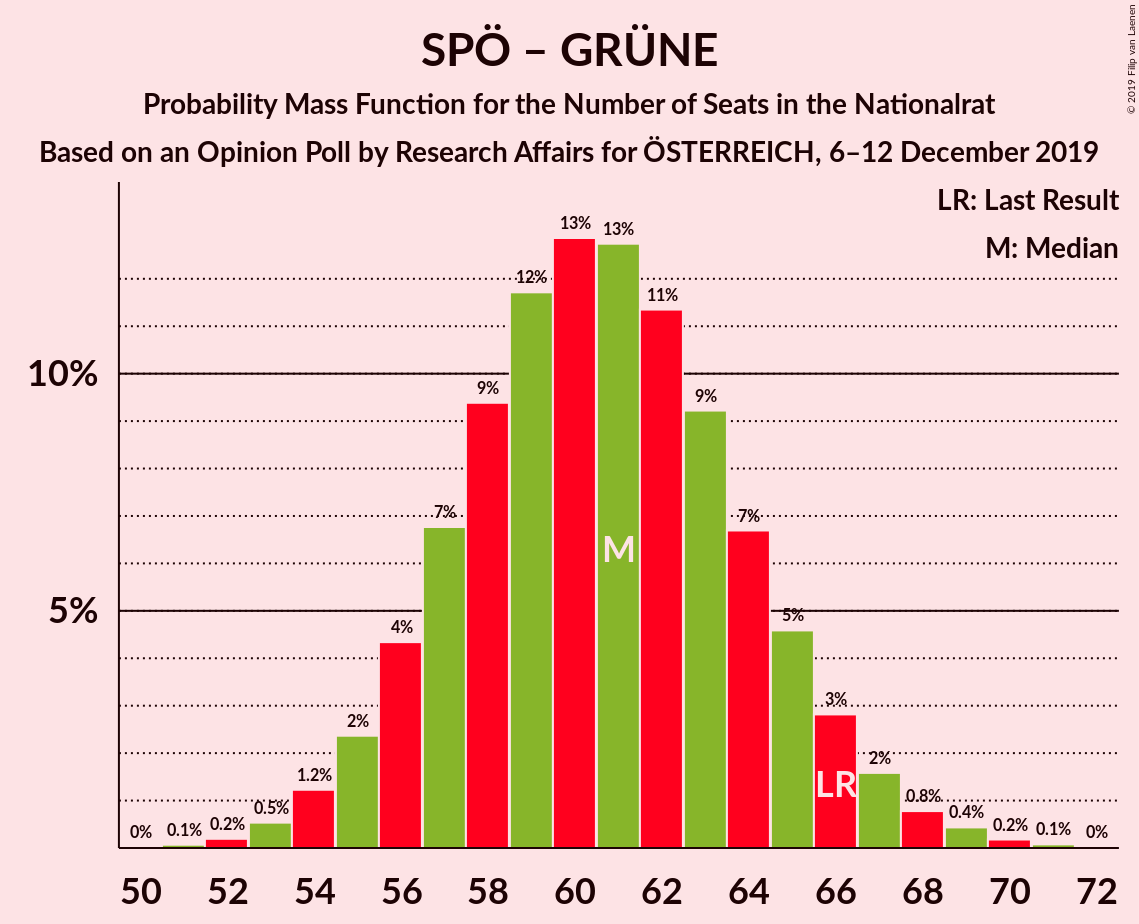 SPÖ – GRÜNE
Probability Mass Function for the Number of Seats in the Nationalrat
Based on an Opinion Poll by Research Affairs for ÖSTERREICH, 6–12 December 2019
© 2019 Filip van Laenen
LR: Last Result
M: Median
10%
5%
0% 0.1% 0.2% 0.5% 1.2% 2% 4% 7% 9% 12% 13% 13% 11% 9% 7% 5% 3% 2% 0.8% 0.4% 0.2% 0.1% 0%
M
LR
50 52 54 56 58 60 62 64 66 68 70 72